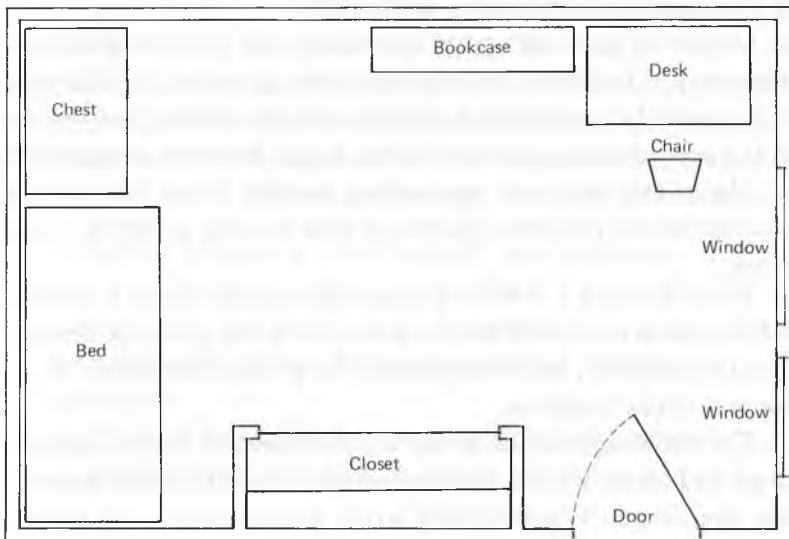 Bookcase
Desk
Chest
Chair
Window
Bed
Window
Closet
Door